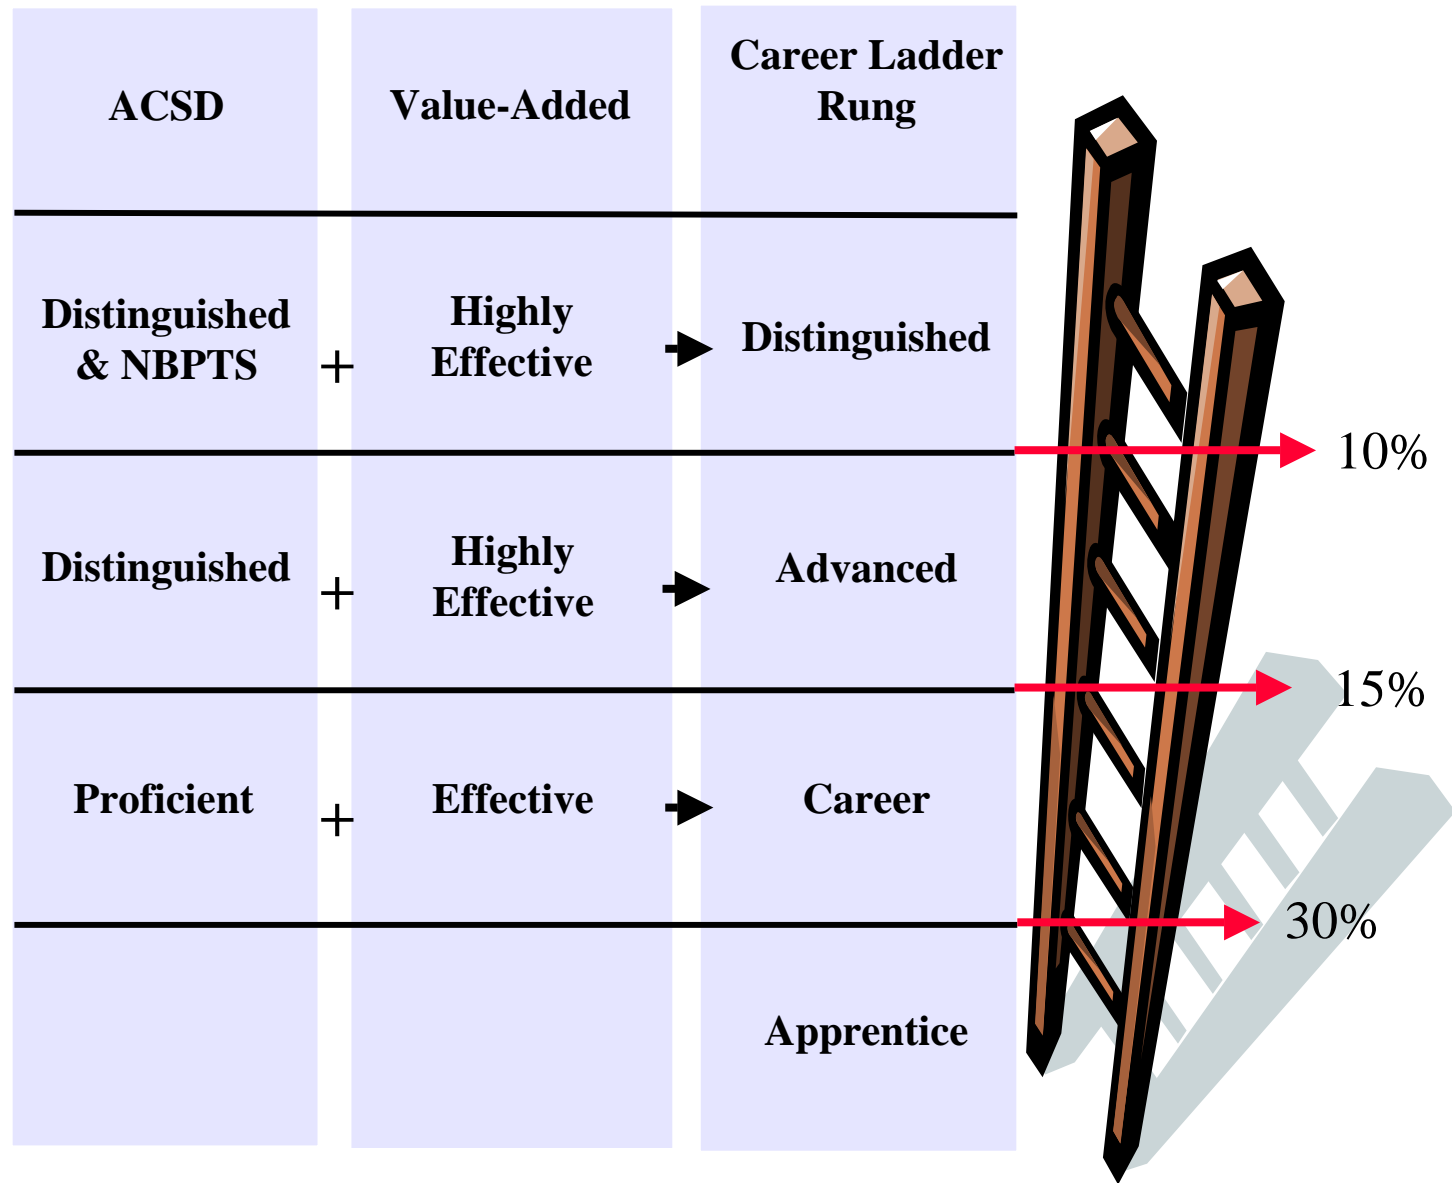 ACSD
Value-Added
Career Ladder
Rung
Distinguished
& NBPTS
+
Highly
Effective
Distinguished
10%
Distinguished
+
Highly
Effective
Advanced
15%
Proficient
+
Effective
Career
30%
Apprentice